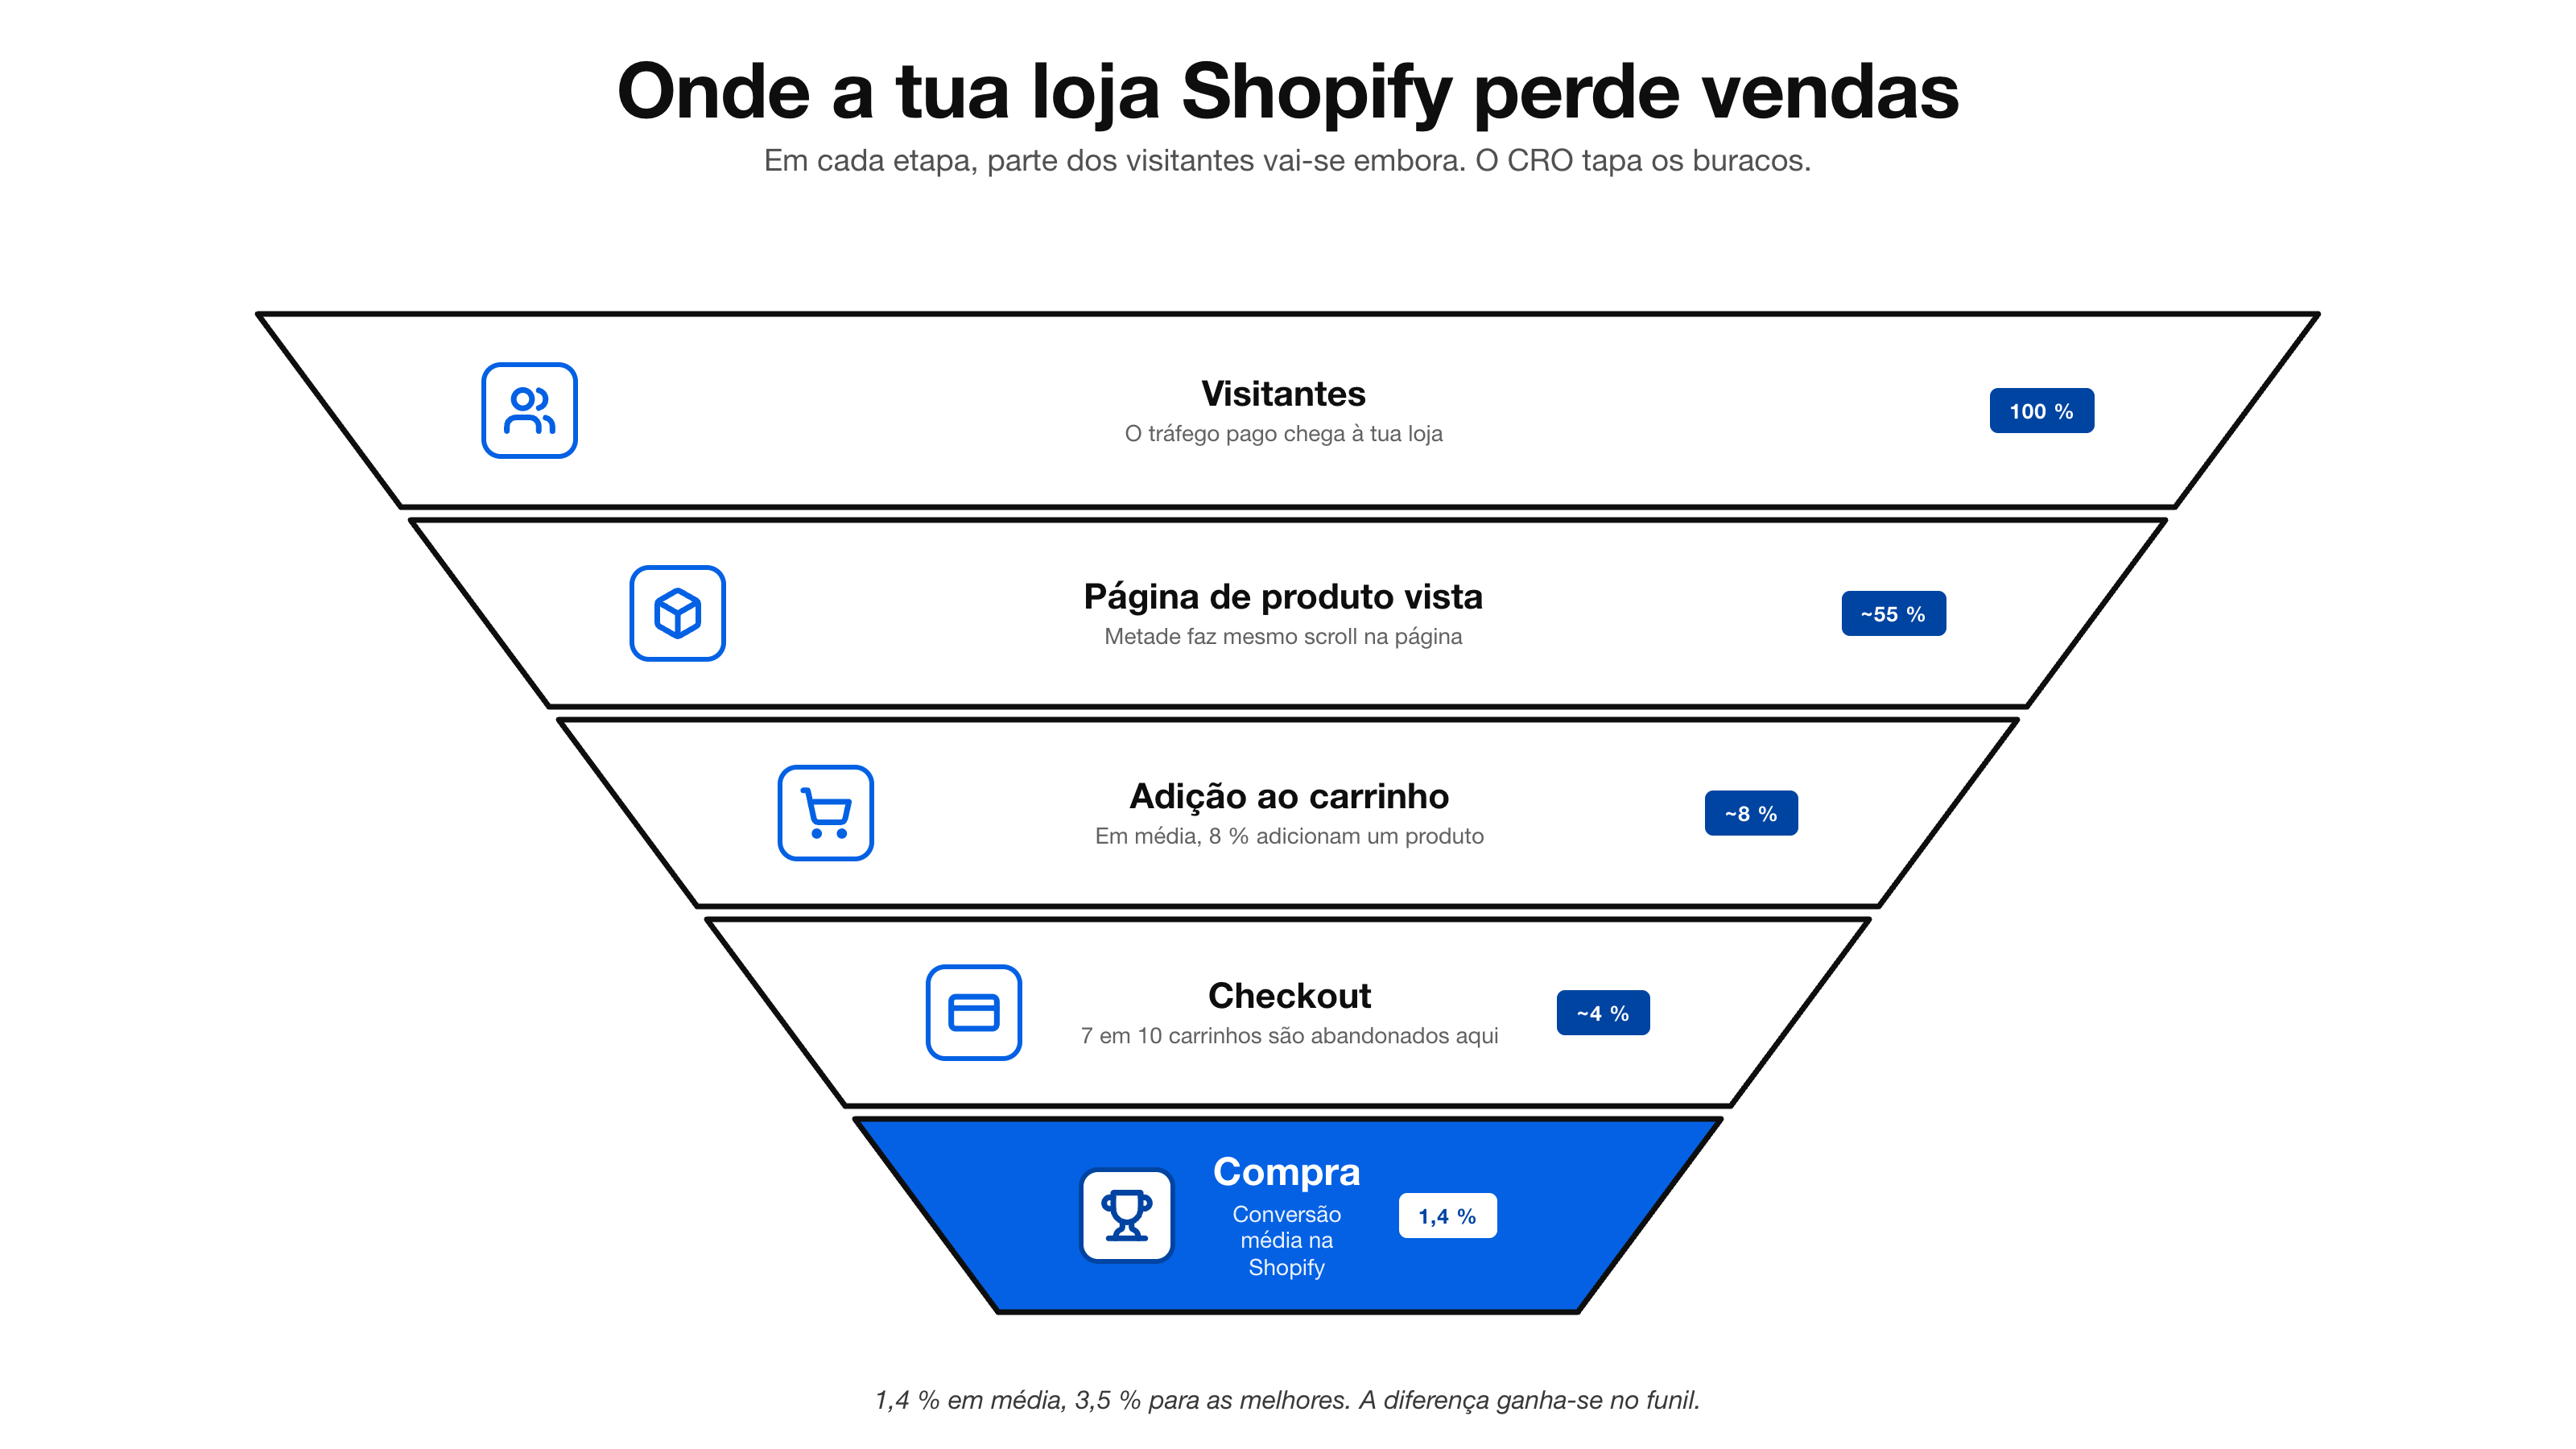 Onde a tua loja Shopify perde vendas
Em cada etapa, parte dos visitantes vai-se embora. O CRO tapa os buracos.
Visitantes
O tráfego pago chega à tua loja
100 %
Página de produto vista
Metade faz mesmo scroll na página
~55 %
Adição ao carrinho
Em média, 8 % adicionam um produto
~8 %
Checkout
7 em 10 carrinhos são abandonados aqui
~4 %
Compra
Conversão
média na
Shopify
1,4 %
1,4 % em média, 3,5 % para as melhores. A diferença ganha-se no funil.